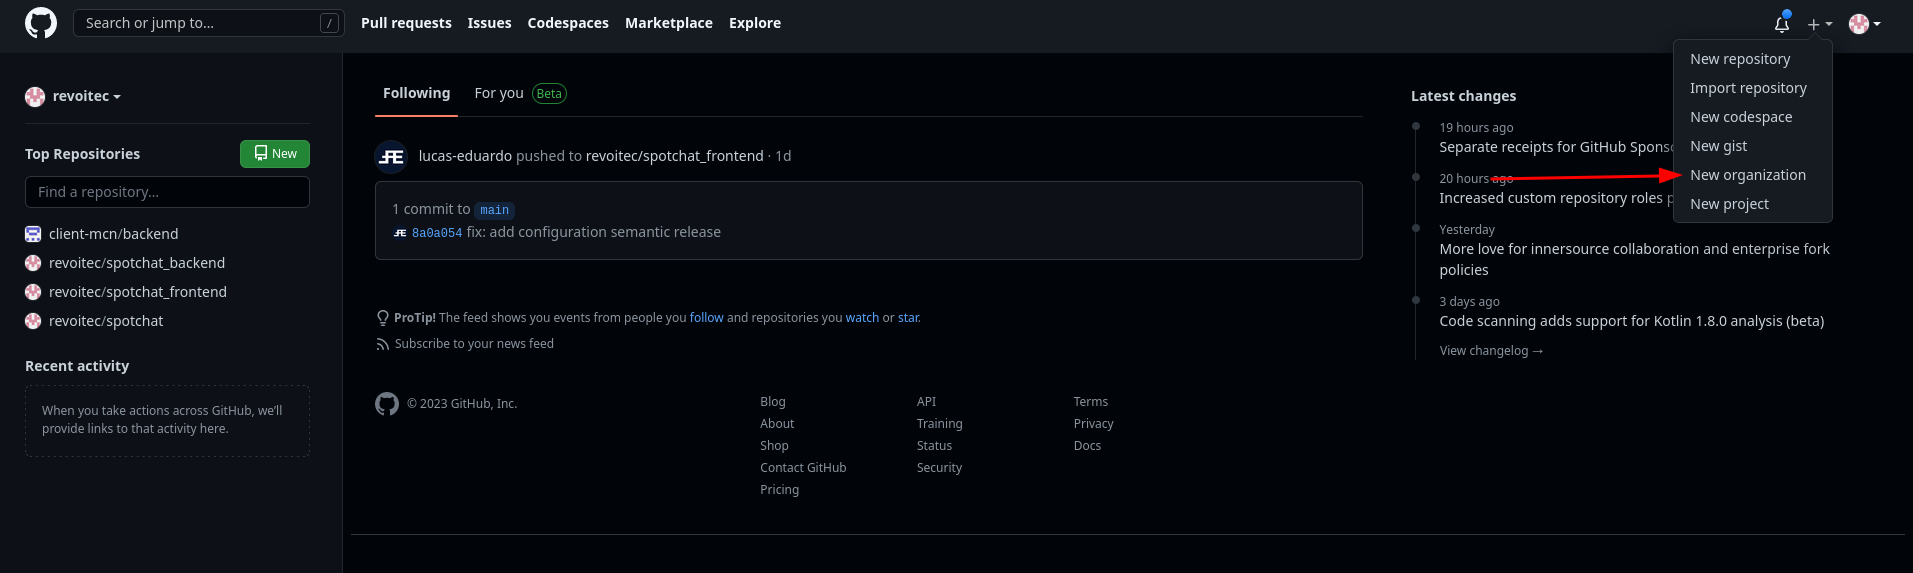 Search or jump to...
/
Pull requests
Issues
Codespaces
Marketplace
Explore
New repository
Import repository
New codespace
New gist
New organization
New project
revoitec
Top Repositories
New
Find a repository...
client-mcn/backend
revoitec/spotchat_backend
revoitec/spotchat_frontend
revoitec/spotchat
Recent activity
When you take actions across GitHub, we'll
provide links to that activity here.
Following
For you
Beta
lucas-eduardo pushed to revoitec/spotchat_frontend · 1d
1 commit to main
8a0a054 fix: add configuration semantic release
ProTip! The feed shows you events from people you follow and repositories you watch or star.
Subscribe to your news feed
© 2023 GitHub, Inc.
Blog
About
Shop
Contact GitHub
Pricing
API
Training
Status
Security
Terms
Privacy
Docs
Latest changes
19 hours ago
Separate receipts for GitHub
20 hours ago
Increased custom repository roles
Yesterday
More love for innersource collaboration and enterprise fork
policies
3 days ago
Code scanning adds support for Kotlin 1.8.0 analysis (beta)
View changelog →